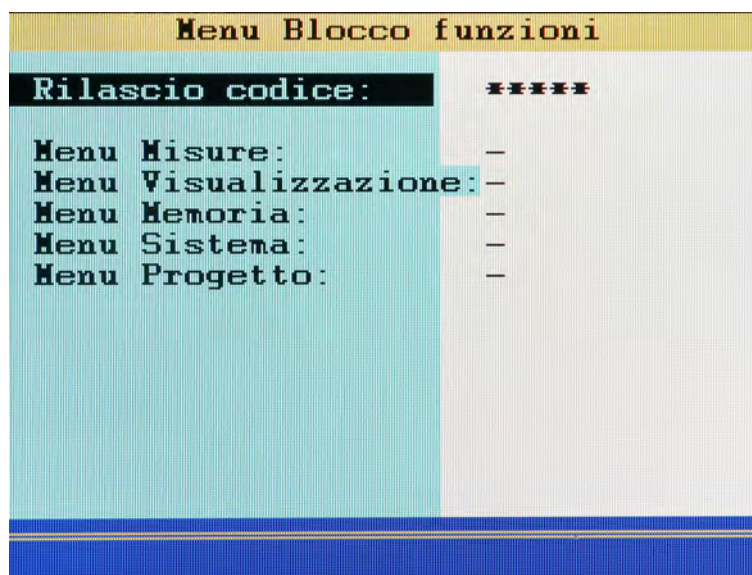 Menu Blocco funzioni
Rilascio codice: *****
Menu Misure: -
Menu Visualizzazione: -
Menu Memoria: -
Menu Sistema: -
Menu Progetto: -